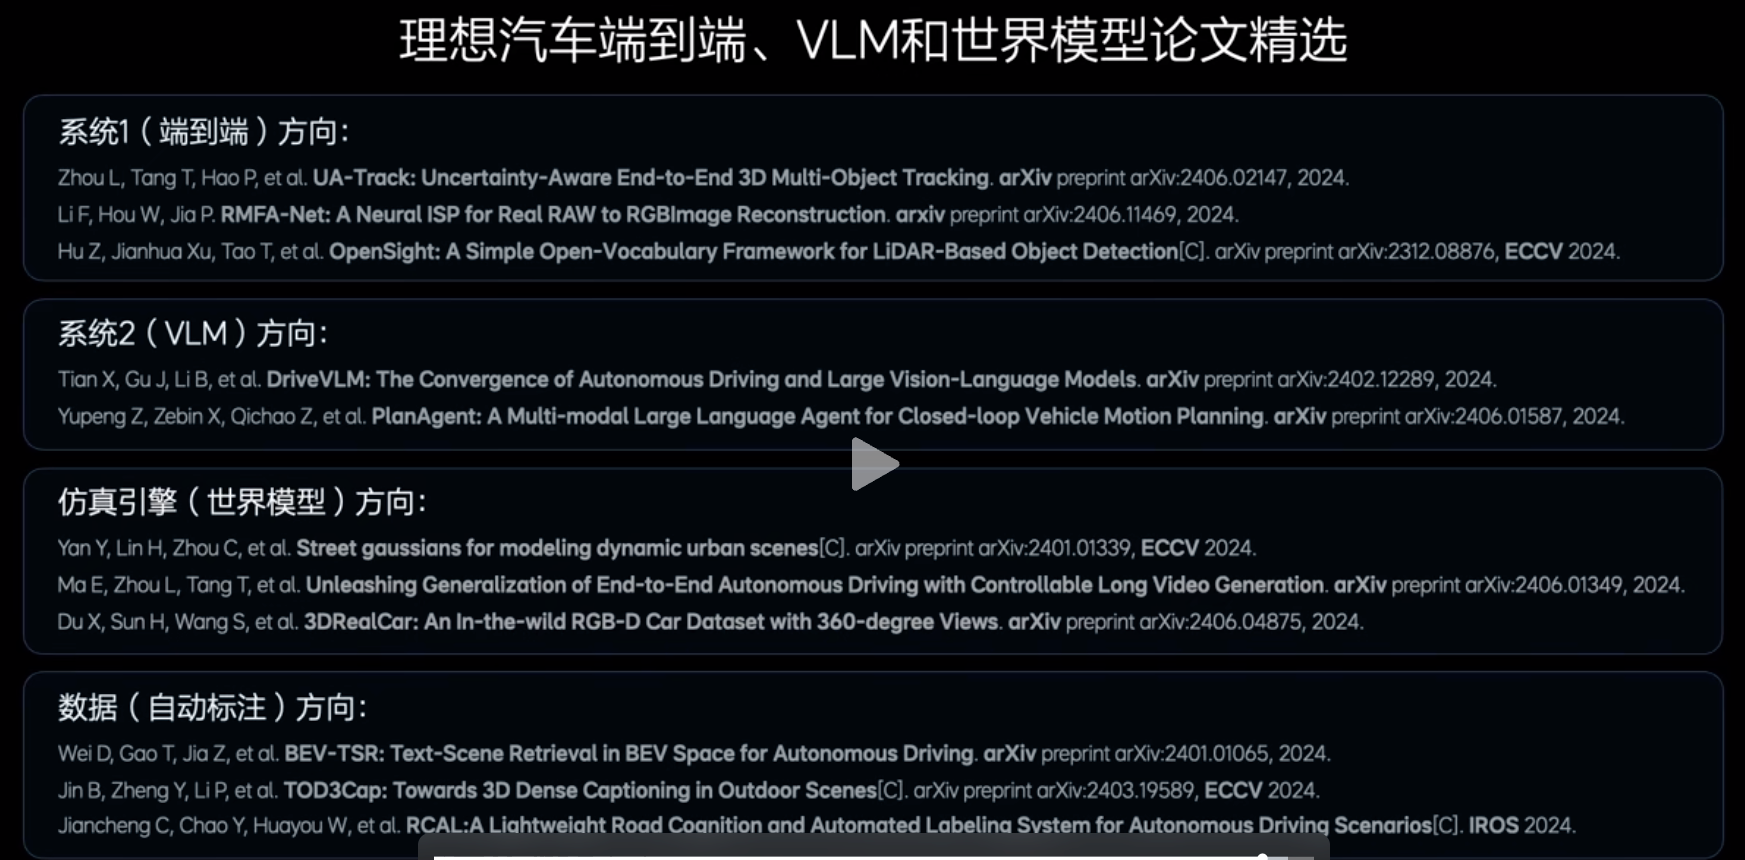 理想汽车端到端、VLM和世界模型论文精选
系统1（端到端）方向：
Zhou L, Tang T, Hao P, et al. UA-Track: Uncertainty-Aware End-to-End 3D Multi-Object Tracking. arXiv preprint arXiv:2406.02147, 2024.
Li F, Hou W, Jia P. RMFA-Net: A Neural ISP for Real RAW to RGBImage Reconstruction. arxiv preprint arXiv:2406.11469, 2024.
Hu Z, Jianhua Xu, Tao T, et al. OpenSight: A Simple Open-Vocabulary Framework for LiDAR-Based Object Detection[C]. arXiv preprint arXiv:2312.08876, ECCV 2024.
系统2（VLM）方向：
Tian X, Gu J, Li B, et al. DriveVLM: The Convergence of Autonomous Driving and Large Vision-Language Models. arXiv preprint arXiv:2402.12289, 2024.
Yupeng Z, Zebin X, Qichao Z, et al. PlanAgent: A Multi-modal Large Language Agent for Closed-loop Vehicle Motion Planning. arXiv preprint arXiv:2406.01587, 2024.
仿真引擎（世界模型）方向：
Yan Y, Lin H, Zhou C, et al. Street gaussians for modeling dynamic urban scenes[C]. arXiv preprint arXiv:2401.01339, ECCV 2024.
Ma E, Zhou L, Tang T, et al. Unleashing Generalization of End-to-End Autonomous Driving with Controllable Long Video Generation. arXiv preprint arXiv:2406.01349, 2024.
Du X, Sun H, Wang S, et al. 3DRealCar: An In-the-wild RGB-D Car Dataset with 360-degree Views. arXiv preprint arXiv:2406.04875, 2024.
数据（自动标注）方向：
Wei D, Gao T, Jia Z, et al. BEV-TSR: Text-Scene Retrieval in BEV Space for Autonomous Driving. arXiv preprint arXiv:2401.01065, 2024.
Jin B, Zheng Y, Li P, et al. TOD3Cap: Towards 3D Dense Captioning in Outdoor Scenes[C]. arXiv preprint arXiv:2403.19589, ECCV 2024.
Jiancheng C, Chao Y, Huayou W, et al. RCAL:A Lightweight Road Cognition and Automated Labeling System for Autonomous Driving Scenarios[C]. IROS 2024.